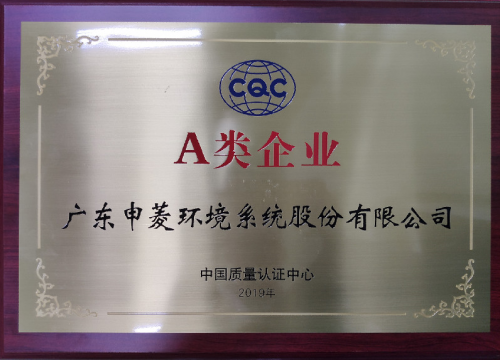 CQC
A类企业
广东申菱环境系统股份有限公司
中国质量认证中心
2019年